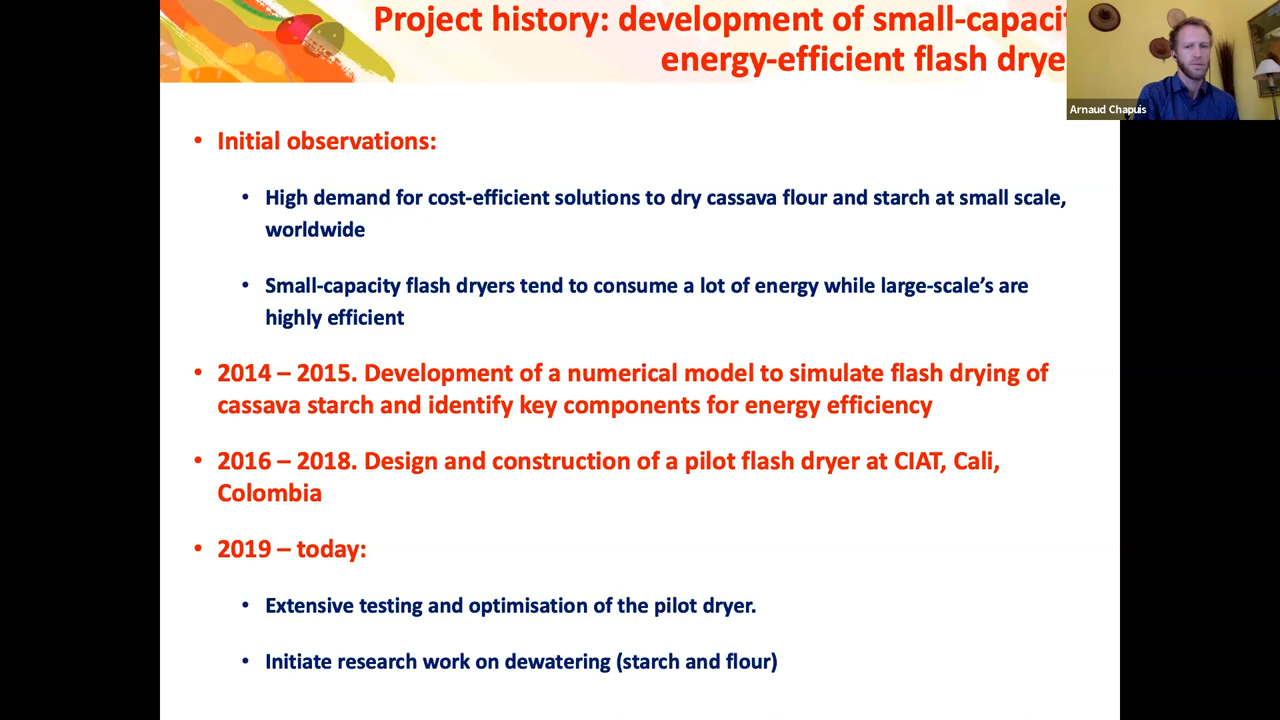 Project history: development of small-capaci
energy-efficient flash drye
Arnaud Chapuis
• Initial observations:
• High demand for cost-efficient solutions to dry cassava flour and starch at small scale,
worldwide
• Small-capacity flash dryers tend to consume a lot of energy while large-scale’s are
highly efficient
• 2014 – 2015. Development of a numerical model to simulate flash drying of
cassava starch and identify key components for energy efficiency
• 2016 – 2018. Design and construction of a pilot flash dryer at CIAT, Cali,
Colombia
• 2019 – today:
• Extensive testing and optimisation of the pilot dryer.
• Initiate research work on dewatering (starch and flour)